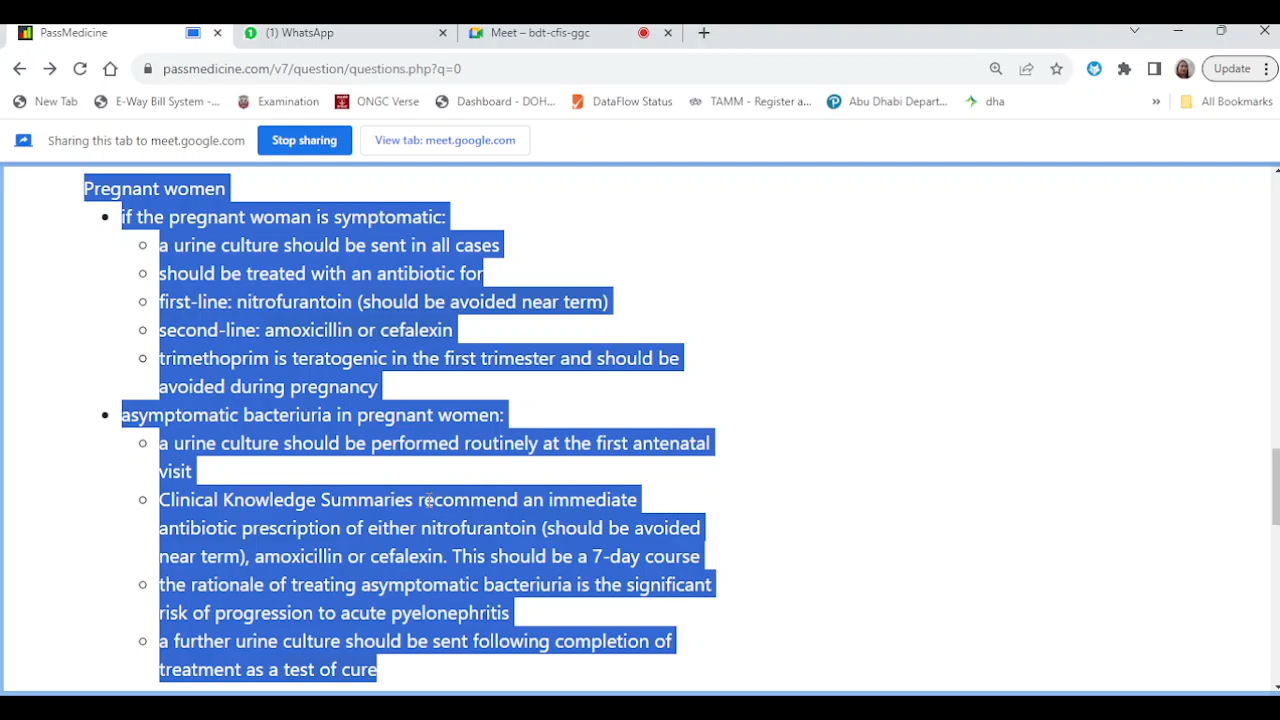 PassMedicine
(1) WhatsApp
Meet – bdt-cfis-ggc
passmedicine.com/v7/question/questions.php?q=0
Update
New Tab
E-Way Bill System -...
Examination
ONGC Verse
Dashboard - DOH...
DataFlow Status
TAMM - Register a...
Abu Dhabi Depart...
dha
»
All Bookmarks
Sharing this tab to meet.google.com
Stop sharing
View tab: meet.google.com
Pregnant women
• if the pregnant woman is symptomatic:
◦ a urine culture should be sent in all cases
◦ should be treated with an antibiotic for
◦ first-line: nitrofurantoin (should be avoided near term)
◦ second-line: amoxicillin or cefalexin
◦ trimethoprim is teratogenic in the first trimester and should be
avoided during pregnancy
• asymptomatic bacteriuria in pregnant women:
◦ a urine culture should be performed routinely at the first antenatal
visit
◦ Clinical Knowledge Summaries recommend an immediate
antibiotic prescription of either nitrofurantoin (should be avoided
near term), amoxicillin or cefalexin. This should be a 7-day course
◦ the rationale of treating asymptomatic bacteriuria is the significant
risk of progression to acute pyelonephritis
◦ a further urine culture should be sent following completion of
treatment as a test of cure